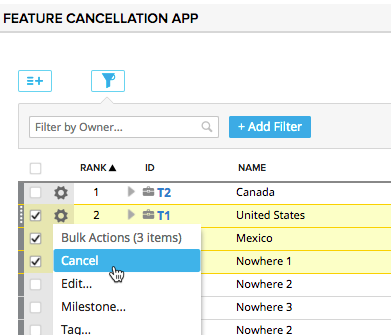 FEATURE CANCELLATION APP
Filter by Owner...
+ Add Filter
RANK ID NAME
1 T2 Canada
2 T1 United States
Bulk Actions (3 items) Mexico
Cancel Nowhere 1
Edit... Nowhere 2
Milestone... Nowhere 3
Tag... Nowhere 2